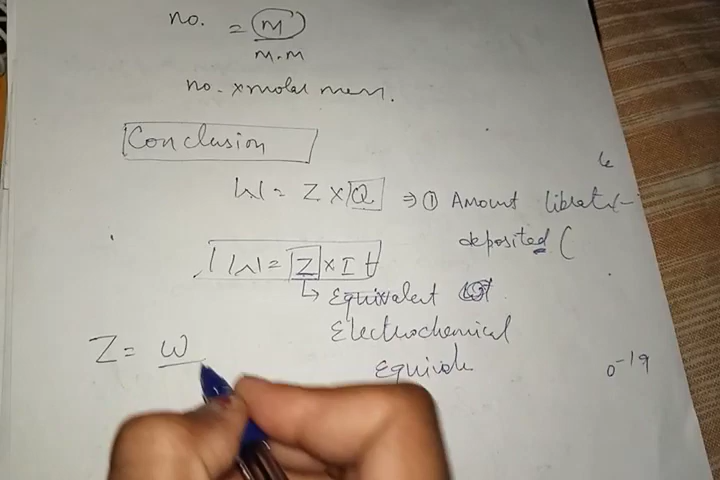 no. = m
m.m
no. x molar mass.
Conclusion
W = Z x Q ⇒ ① Amount
deposited (
W = Z x I t
↳ Equivalent
Electrochemical
Z = w